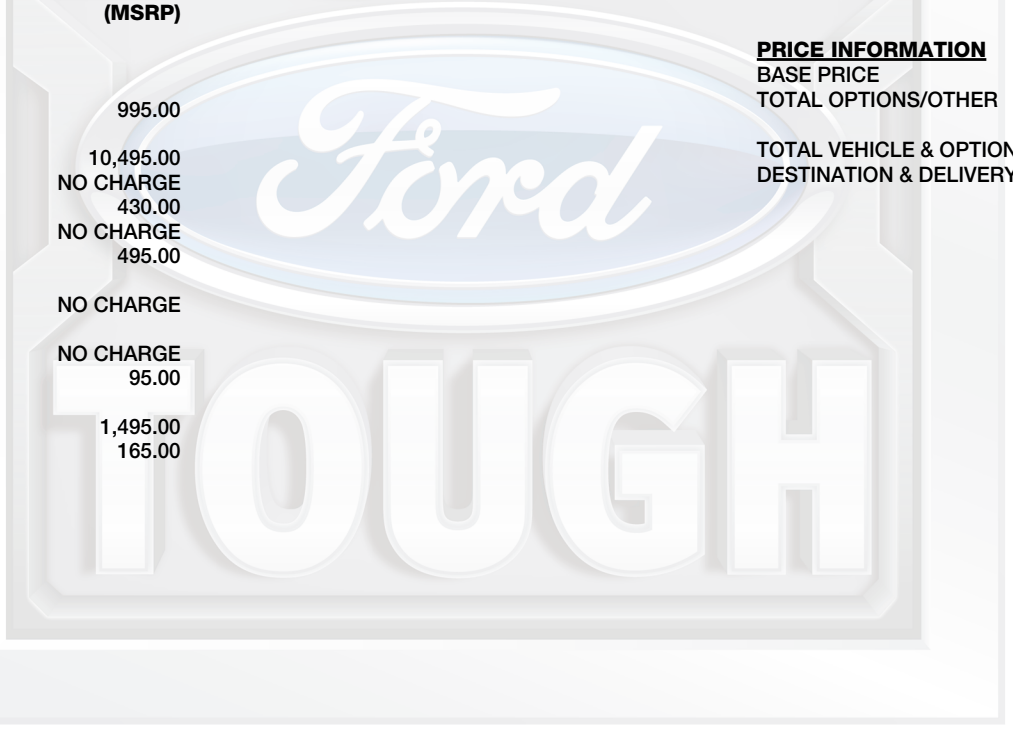 (MSRP)
995.00
10,495.00
NO CHARGE
430.00
NO CHARGE
495.00
NO CHARGE
NO CHARGE
95.00
1,495.00
165.00
PRICE INFORMATION
BASE PRICE
TOTAL OPTIONS/OTHER
TOTAL VEHICLE & OPTION
DESTINATION & DELIVERY
Ford
TOUGH